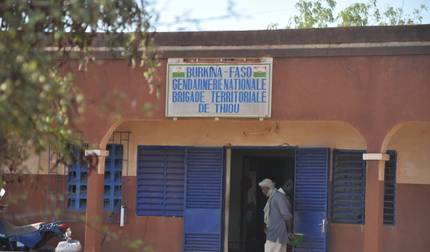 BURKINA-FASO
GENDARMERIE NATIONALE
BRIGADE TERRITORIALE
DE THIOU